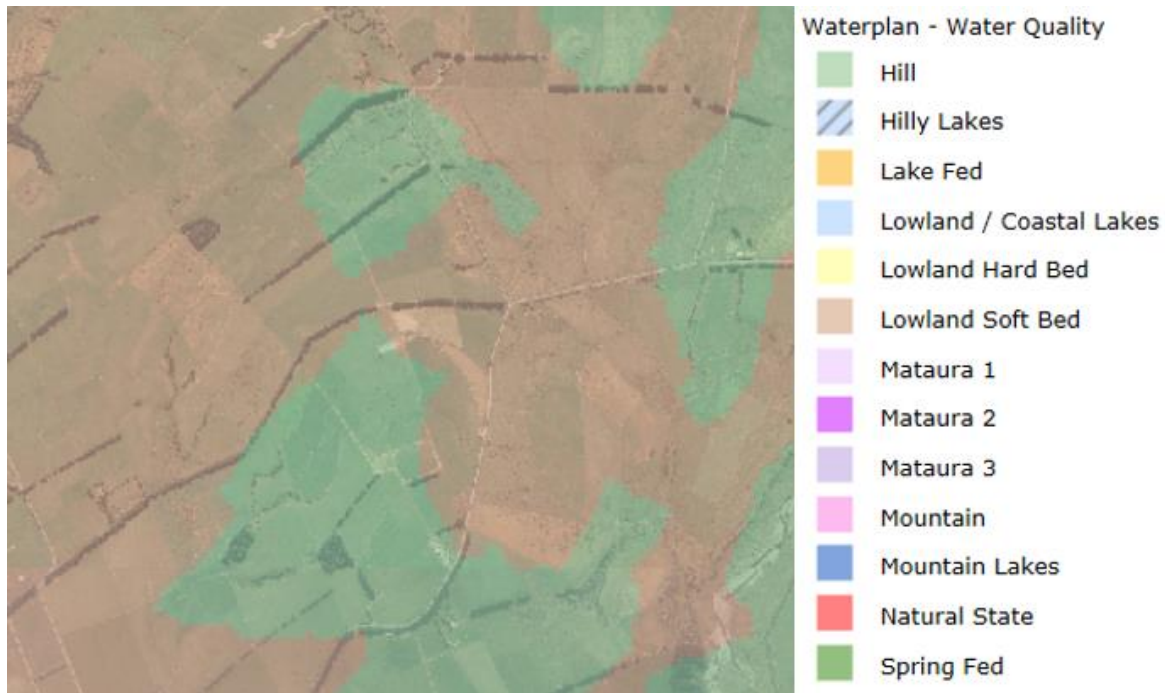 Waterplan - Water Quality
Hill
Hilly Lakes
Lake Fed
Lowland / Coastal Lakes
Lowland Hard Bed
Lowland Soft Bed
Mataura 1
Mataura 2
Mataura 3
Mountain
Mountain Lakes
Natural State
Spring Fed